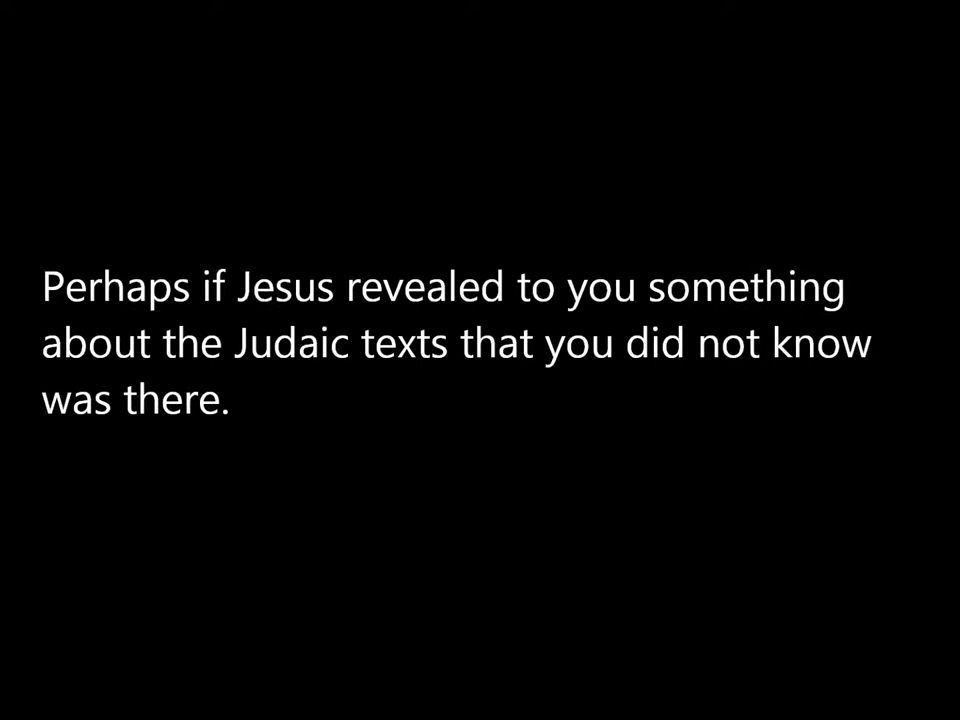 Perhaps if Jesus revealed to you something
about the Judaic texts that you did not know
was there.